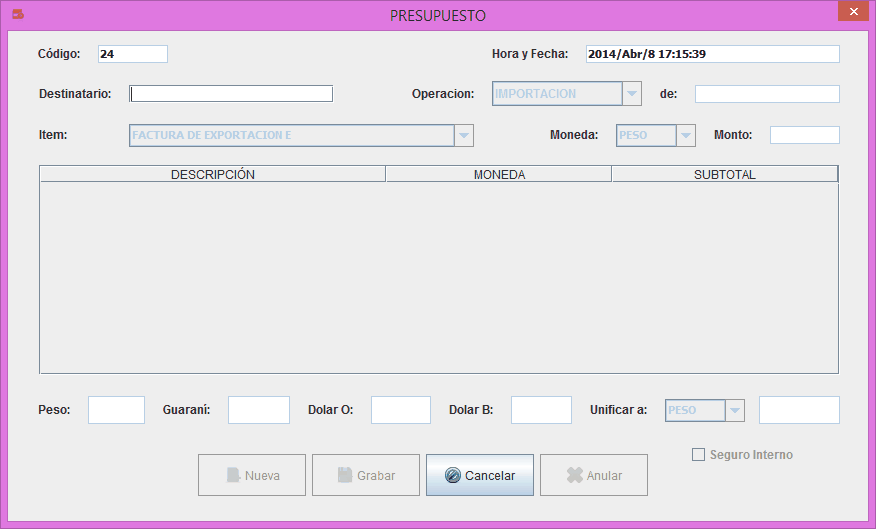 PRESUPUESTO
Código: 24 Hora y Fecha: 2014/Abr/8 17:15:39
Destinatario: Operacion: IMPORTACION de:
Item: FACTURA DE EXPORTACION E Moneda: PESO Monto:
DESCRIPCIÓN MONEDA SUBTOTAL
Peso: Guaraní: Dolar O: Dolar B: Unificar a: PESO
Seguro Interno
Nueva Grabar Cancelar Anular